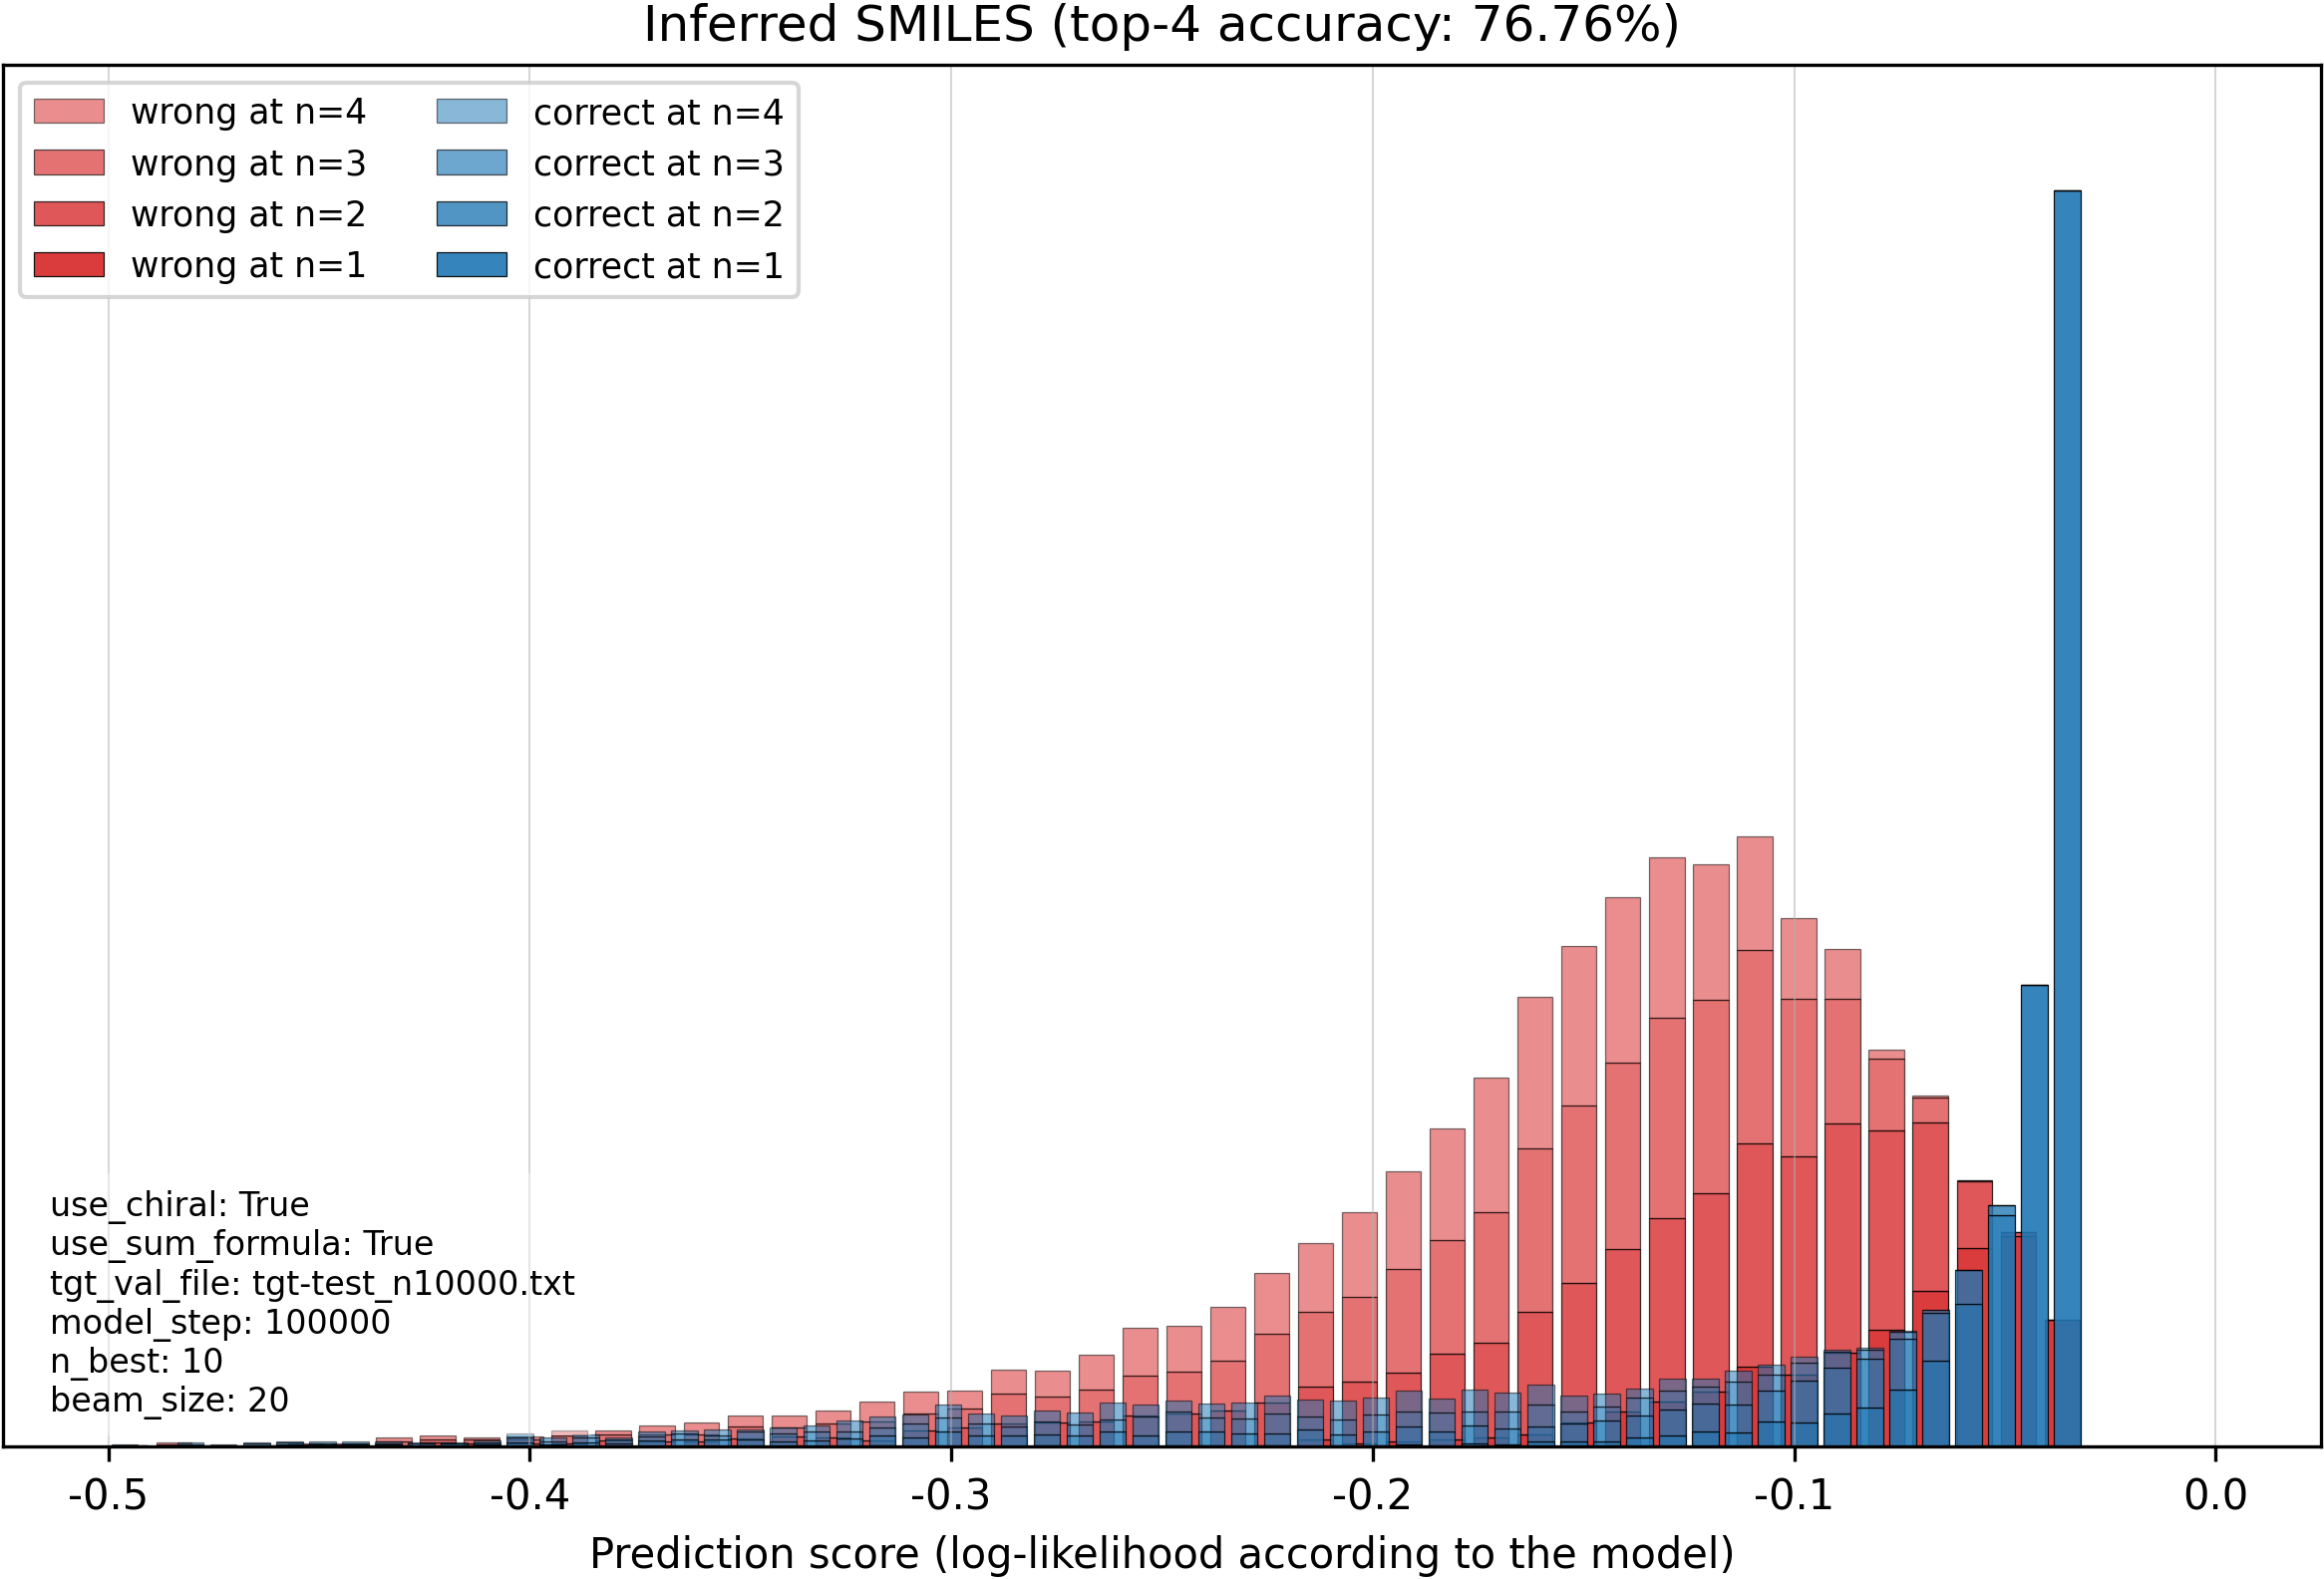 Inferred SMILES (top-4 accuracy: 76.76%)
wrong at n=4
wrong at n=3
wrong at n=2
wrong at n=1
correct at n=4
correct at n=3
correct at n=2
correct at n=1
use_chiral: True
use_sum_formula: True
tgt_val_file: tgt-test_n10000.txt
model_step: 100000
n_best: 10
beam_size: 20
-0.5 -0.4 -0.3 -0.2 -0.1 0.0
Prediction score (log-likelihood according to the model)